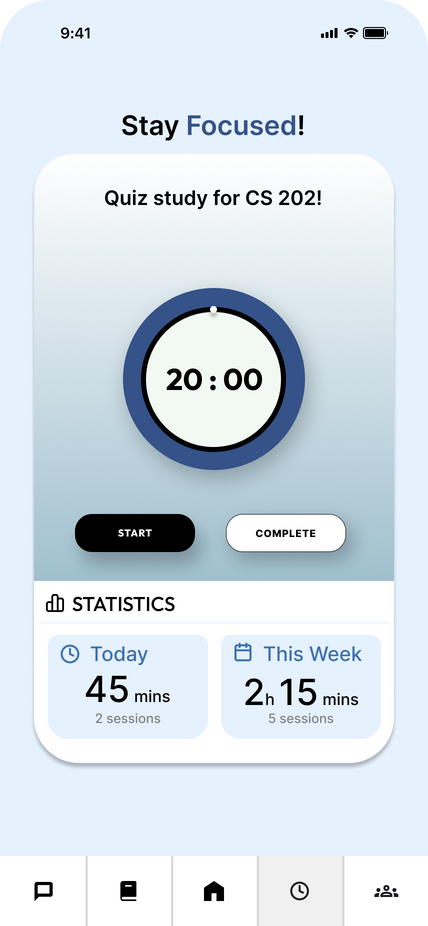 9:41
Stay Focused!
Quiz study for CS 202!
20 : 00
START COMPLETE
STATISTICS
Today
45 mins
2 sessions
This Week
2h 15 mins
5 sessions